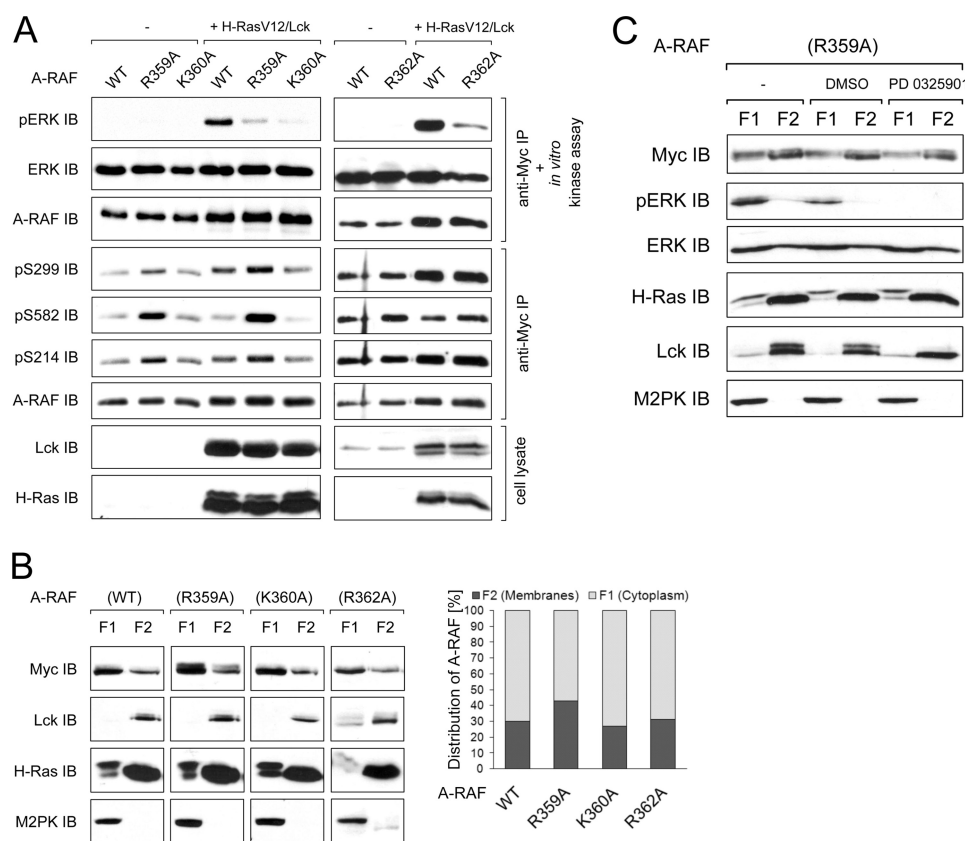 A
- + H-RasV12/Lck - + H-RasV12/Lck
A-RAF WT R359A K360A WT R359A K360A WT R362A WT R362A
pERK IB
ERK IB
A-RAF IB
anti-Myc IP
+
in vitro
kinase assay
pS299 IB
pS582 IB
pS214 IB
A-RAF IB
anti-Myc IP
Lck IB
H-Ras IB
cell lysate
B
A-RAF (WT) (R359A) (K360A) (R362A)
F1 F2 F1 F2 F1 F2 F1 F2
Myc IB
Lck IB
H-Ras IB
M2PK IB
F2 (Membranes) F1 (Cytoplasm)
Distribution of A-RAF [%]
100
90
80
70
60
50
40
30
20
10
0
A-RAF WT R359A K360A R362A
C
A-RAF (R359A)
- DMSO PD 0325901
F1 F2 F1 F2 F1 F2
Myc IB
pERK IB
ERK IB
H-Ras IB
Lck IB
M2PK IB